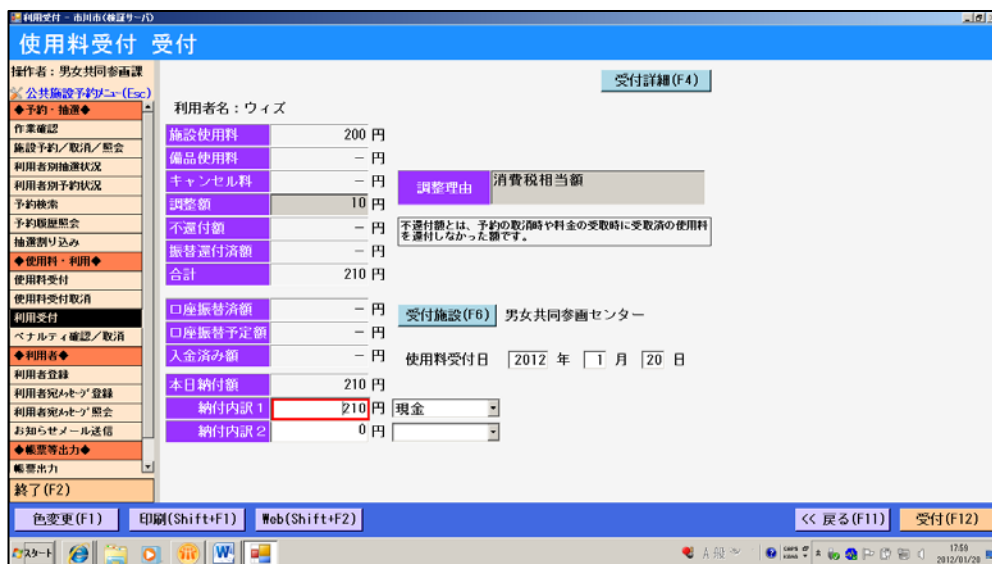 利用受付 - 市川市(検証サーバ)
使用料受付 受付
操作者：男女共同参画課
公共施設予約メニュー(Esc)
◆予約・抽選◆
作業確認
施設予約／取消／照会
利用者別抽選状況
利用者別予約状況
予約検索
予約履歴照会
抽選割り込み
◆使用料・利用◆
使用料受付
使用料受付取消
利用受付
ペナルティ確認／取消
◆利用者◆
利用者登録
利用者宛メッセージ登録
利用者宛メッセージ照会
お知らせメール送信
◆帳票等出力◆
帳票出力
終了(F2)
受付詳細(F4)
利用者名：ウィズ
施設使用料 200 円
備品使用料 － 円
キャンセル料 － 円
調整理由 消費税相当額
調整額 10 円
不還付額 － 円
不還付額とは、予約の取消時や料金の受取時に受取済の使用料
を還付しなかった額です。
振替還付済額 － 円
合計 210 円
口座振替済額 － 円
受付施設(F6) 男女共同参画センター
口座振替予定額 － 円
入金済み額 － 円
使用料受付日 2012 年 1 月 20 日
本日納付額 210 円
納付内訳１ 210 円 現金
納付内訳２ 0 円
色変更(F1) 印刷(Shift+F1) Web(Shift+F2) << 戻る(F11) 受付(F12)
スタート
A 般
CAPS
KANA
17:59
2012/01/20